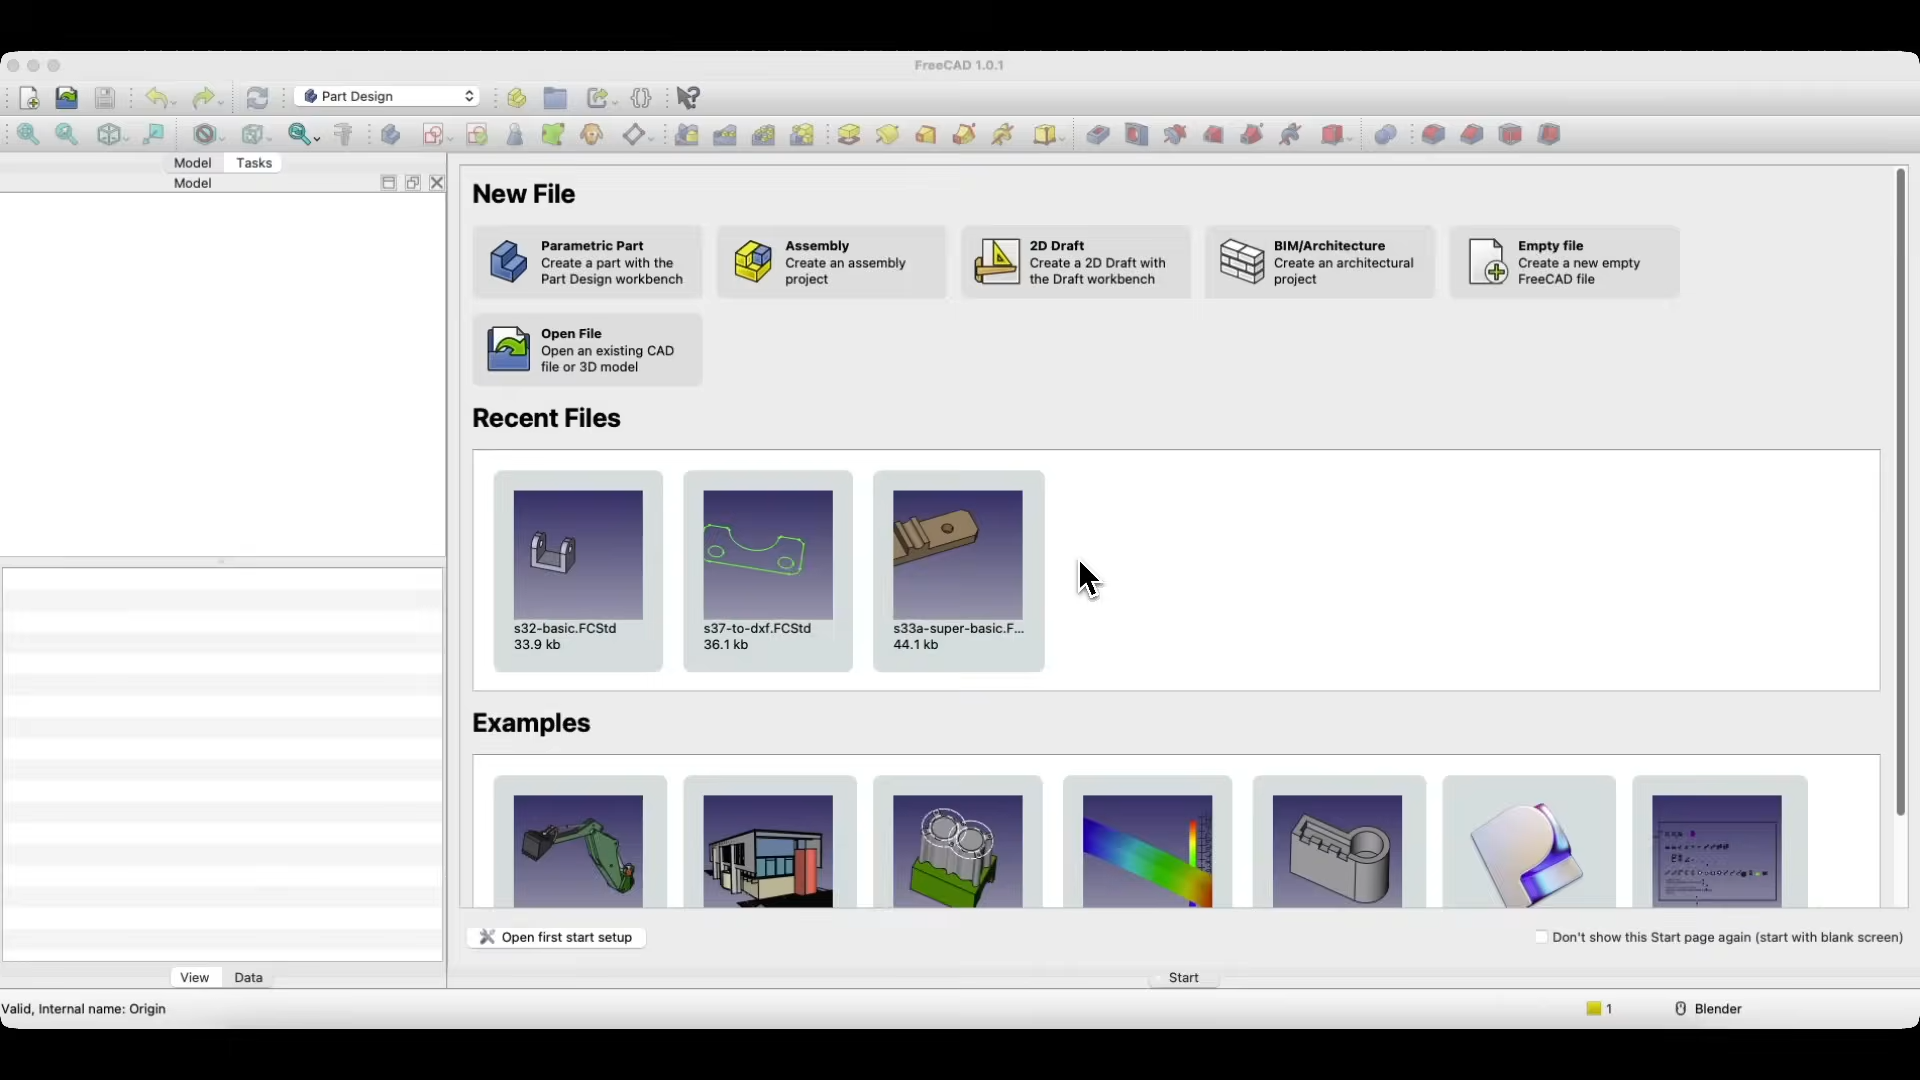 FreeCAD 1.0.1
Part Design
Model
Tasks
Model
New File
Parametric Part
Create a part with the
Part Design workbench
Assembly
Create an assembly
project
2D Draft
Create a 2D Draft with
the Draft workbench
BIM/Architecture
Create an architectural
project
Empty file
Create a new empty
FreeCAD file
Open File
Open an existing CAD
file or 3D model
Recent Files
s32-basic.FCStd
33.9 kb
s37-to-dxf.FCStd
36.1 kb
s33a-super-basic.F...
44.1 kb
Examples
Open first start setup
Don't show this Start page again (start with blank screen)
View
Data
Start
Valid, Internal name: Origin
1
Blender